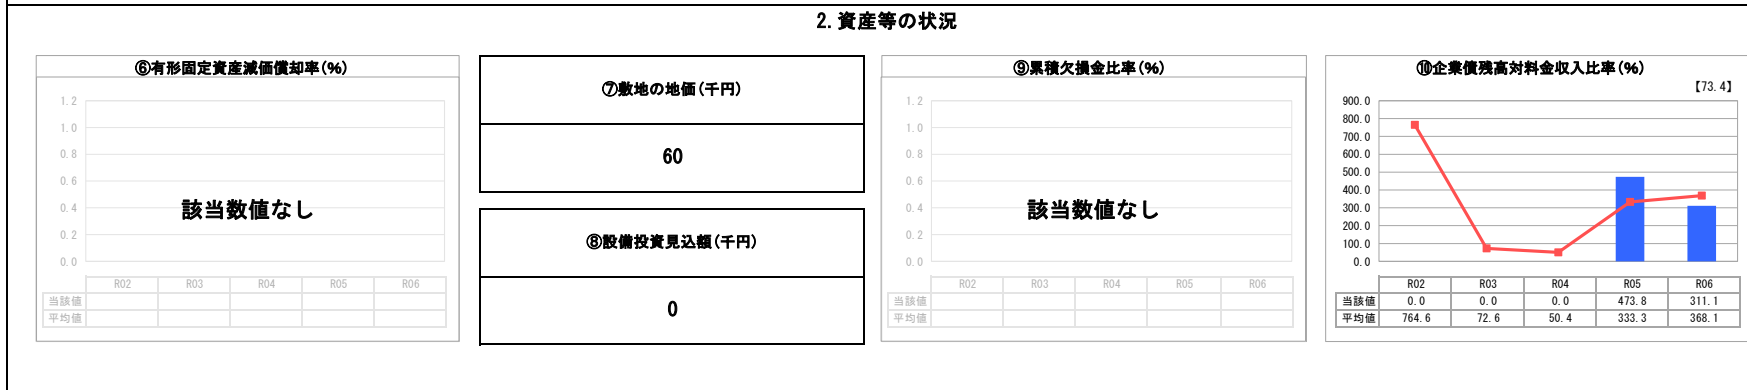 2. 資産等の状況
⑥有形固定資産減価償却率(%)
1.2
1.0
0.8
0.6
0.4
0.2
0.0
該当数値なし
R02 R03 R04 R05 R06
当該値
平均値
⑦敷地の地価(千円)
60
⑧設備投資見込額(千円)
0
⑨累積欠損金比率(%)
1.2
1.0
0.8
0.6
0.4
0.2
0.0
該当数値なし
R02 R03 R04 R05 R06
当該値
平均値
⑩企業債残高対料金収入比率(%)
【73.4】
900.0
800.0
700.0
600.0
500.0
400.0
300.0
200.0
100.0
0.0
R02 R03 R04 R05 R06
当該値 0.0 0.0 0.0 473.8 311.1
平均値 764.6 72.6 50.4 333.3 368.1